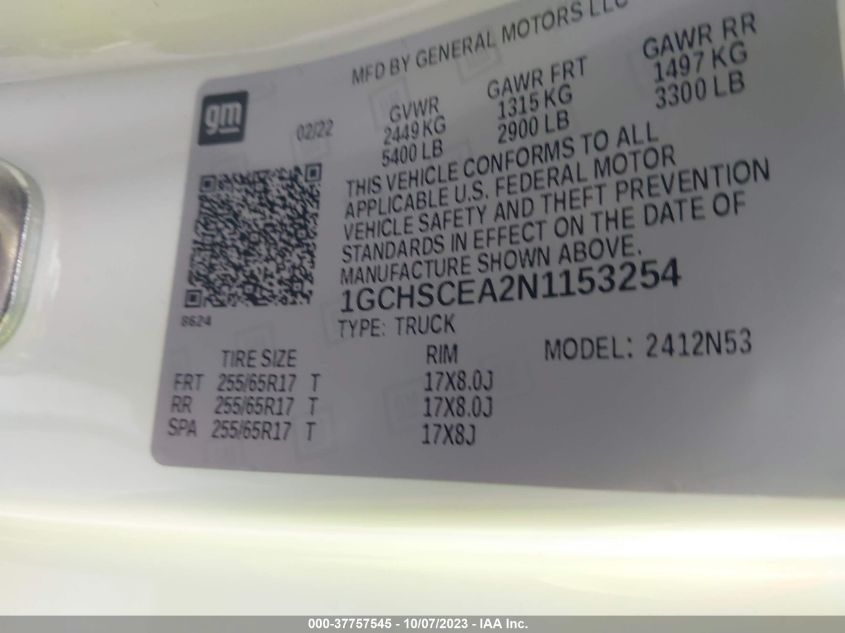 MFD BY GENERAL MOTORS LLC
gm
02/22
GVWR GAWR FRT GAWR RR
2449 KG 1315 KG 1497 KG
5400 LB 2900 LB 3300 LB
THIS VEHICLE CONFORMS TO ALL
APPLICABLE U.S. FEDERAL MOTOR
VEHICLE SAFETY AND THEFT PREVENTION
STANDARDS IN EFFECT ON THE DATE OF
MANUFACTURE SHOWN ABOVE.
1GCHSCEA2N1153254
8624
TYPE: TRUCK
MODEL: 2412N53
TIRE SIZE RIM
FRT 255/65R17 T 17X8.0J
RR 255/65R17 T 17X8.0J
SPA 255/65R17 T 17X8J
000-37757545 - 10/07/2023 - IAA Inc.